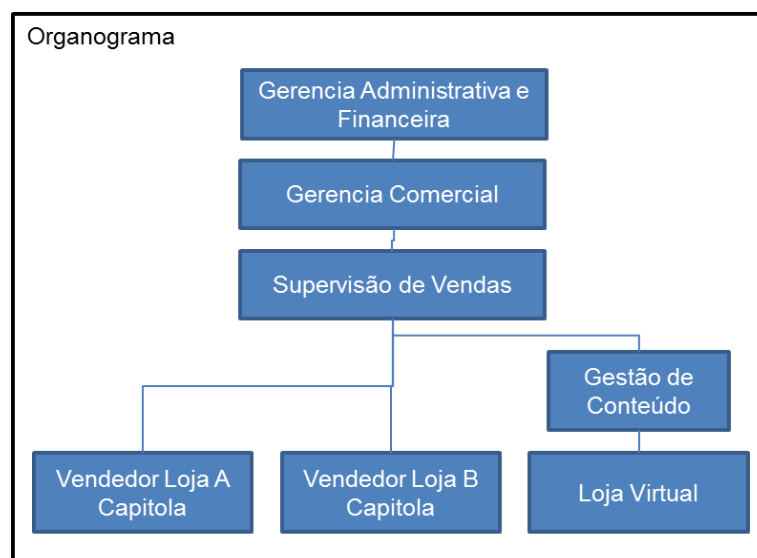 Organograma
Gerencia Administrativa e
Financeira
Gerencia Comercial
Supervisão de Vendas
Gestão de
Conteúdo
Vendedor Loja A
Capitola
Vendedor Loja B
Capitola
Loja Virtual